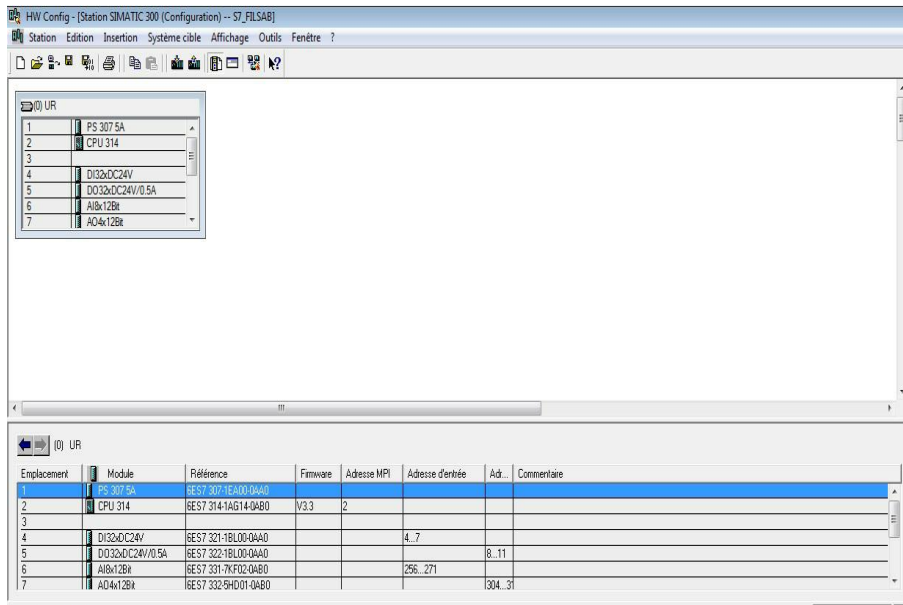 HW Config - [Station SIMATIC 300 (Configuration) -- S7_FILSAB]
Station Edition Insertion Système cible Affichage Outils Fenêtre ?
(0) UR
1 PS 307 5A
2 CPU 314
3
4 DI32xDC24V
5 DO32xDC24V/0.5A
6 AI8x12Bit
7 AO4x12Bit
(0) UR
Emplacement Module Référence Firmware Adresse MPI Adresse d'entrée Ad... Commentaire
1 PS 307 5A 6ES7 307-1EA00-0AA0
2 CPU 314 6ES7 314-1AG14-0AB0 V3.3 2
3
4 DI32xDC24V 6ES7 321-1BL00-0AA0 4...7
5 DO32xDC24V/0.5A 6ES7 322-1BL00-0AA0 8...11
6 AI8x12Bit 6ES7 331-7KF02-0AB0 256...271
7 AO4x12Bit 6ES7 332-5HD01-0AB0 304...31